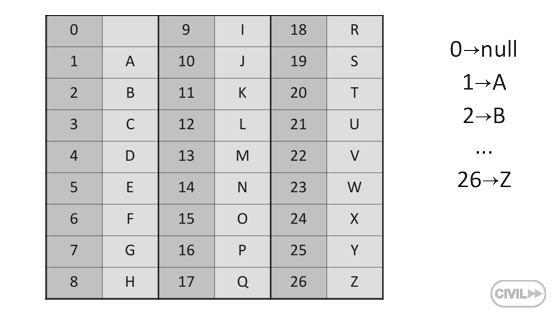 0 9 I 18 R
1 A 10 J 19 S
2 B 11 K 20 T
3 C 12 L 21 U
4 D 13 M 22 V
5 E 14 N 23 W
6 F 15 O 24 X
7 G 16 P 25 Y
8 H 17 Q 26 Z
0→null
1→A
2→B
...
26→Z
CIVIL